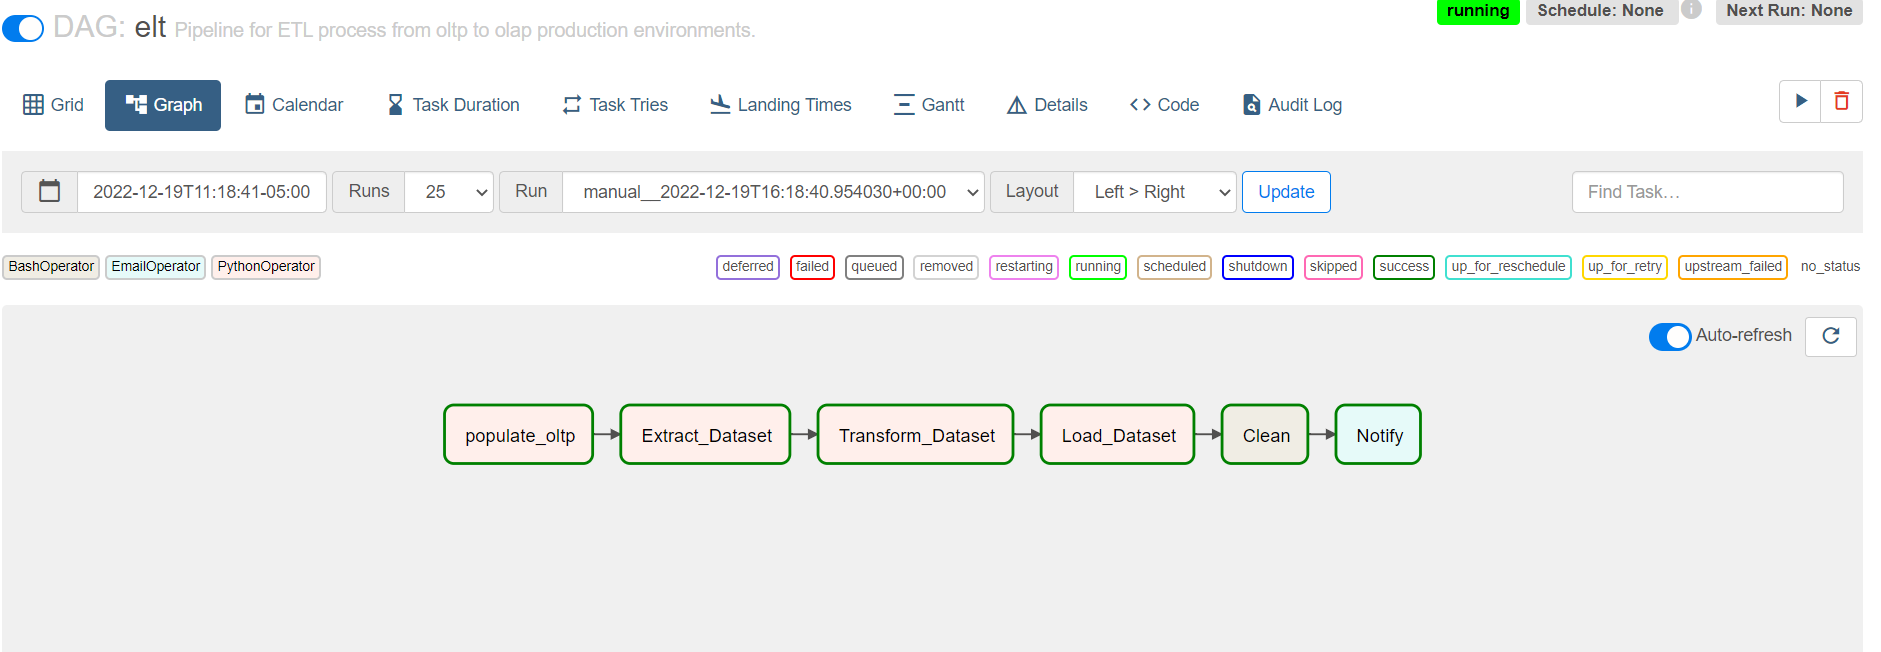 running Schedule: None i Next Run: None
DAG: elt Pipeline for ETL process from oltp to olap production environments.
Grid Graph Calendar Task Duration Task Tries Landing Times Gantt Details Code Audit Log
2022-12-19T11:18:41-05:00 Runs 25 Run manual__2022-12-19T16:18:40.954030+00:00 Layout Left > Right Update Find Task…
BashOperator EmailOperator PythonOperator deferred failed queued removed restarting running scheduled shutdown skipped success up_for_reschedule up_for_retry upstream_failed no_status
Auto-refresh
populate_oltp Extract_Dataset Transform_Dataset Load_Dataset Clean Notify